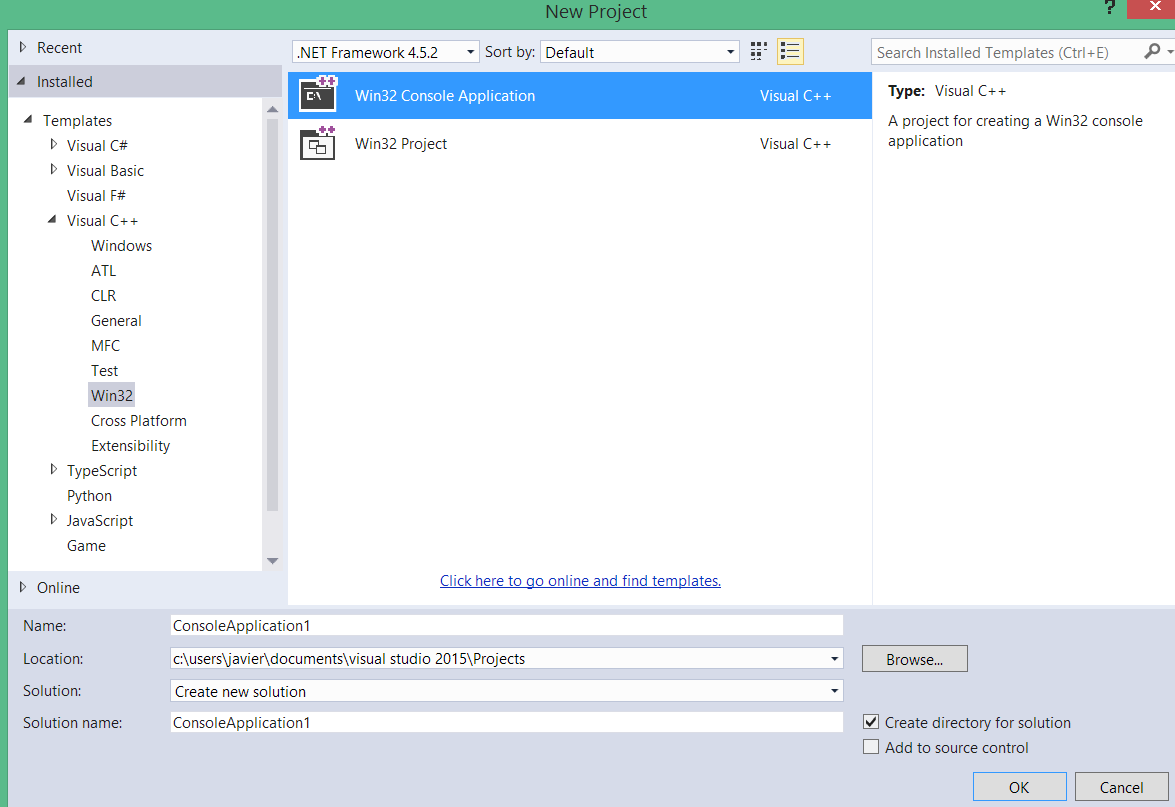 New Project
?
Recent
.NET Framework 4.5.2
Sort by:
Default
Search Installed Templates (Ctrl+E)
Installed
Templates
Visual C#
Visual Basic
Visual F#
Visual C++
Windows
ATL
CLR
General
MFC
Test
Win32
Cross Platform
Extensibility
TypeScript
Python
JavaScript
Game
Online
Win32 Console Application Visual C++
Win32 Project Visual C++
Click here to go online and find templates.
Type: Visual C++
A project for creating a Win32 console
application
Name: ConsoleApplication1
Location: c:\users\javier\documents\visual studio 2015\Projects
Browse...
Solution: Create new solution
Solution name: ConsoleApplication1
Create directory for solution
Add to source control
OK
Cancel